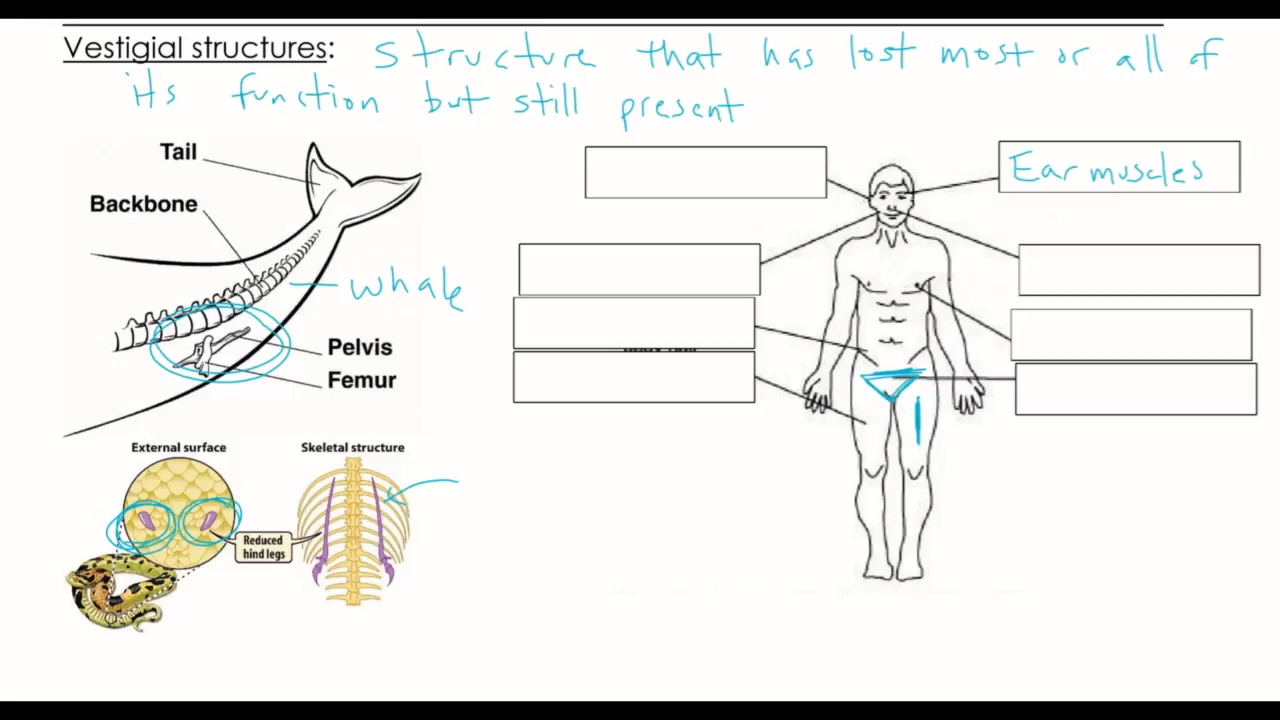 Vestigial structures: structure that has lost most or all of
its function but still present
Tail
Backbone
whale
Pelvis
Femur
Ear muscles
External surface
Skeletal structure
Reduced
hind legs